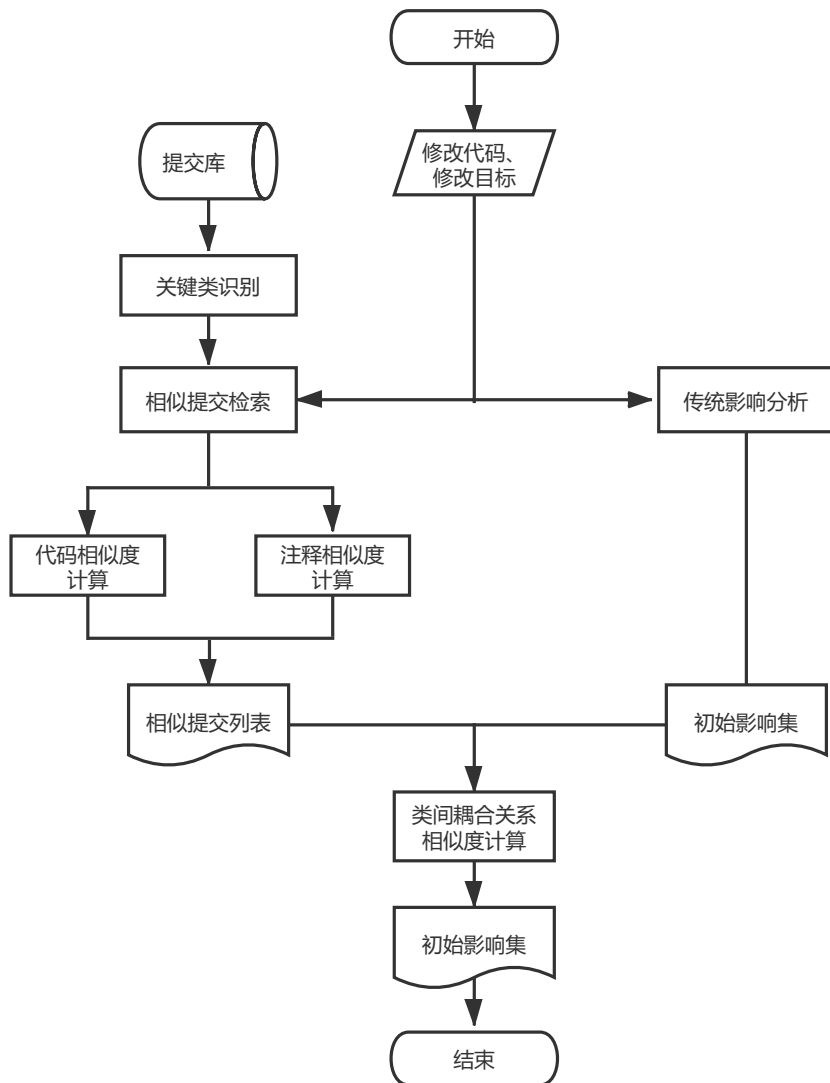 开始
提交库
修改代码、
修改目标
关键类识别
相似提交检索
传统影响分析
代码相似度
计算
注释相似度
计算
相似提交列表
初始影响集
类间耦合关系
相似度计算
初始影响集
结束